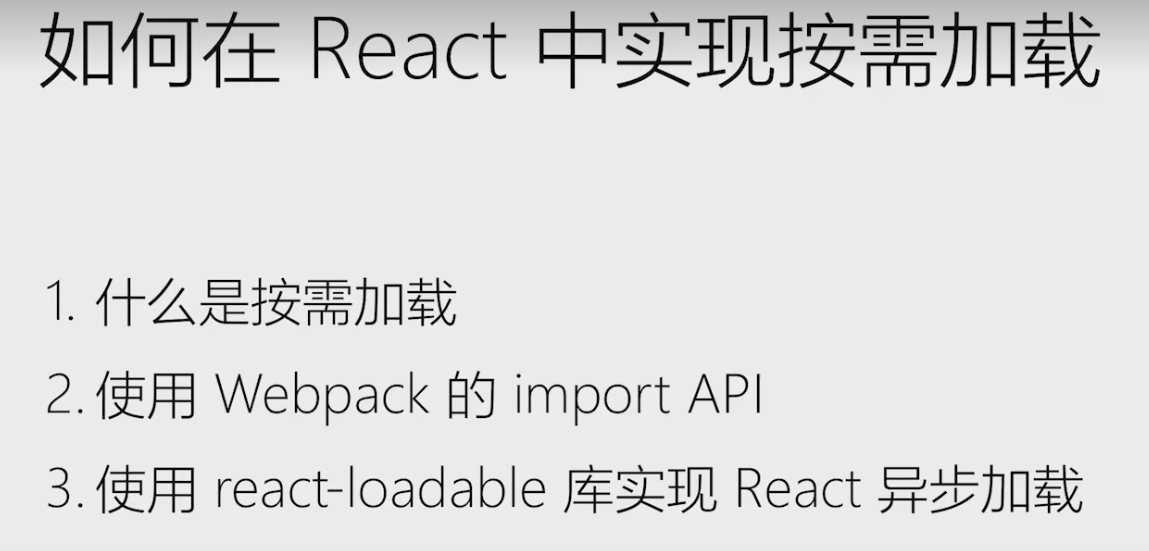 如何在 React 中实现按需加载
1. 什么是按需加载
2. 使用 Webpack 的 import API
3. 使用 react-loadable 库实现 React 异步加载